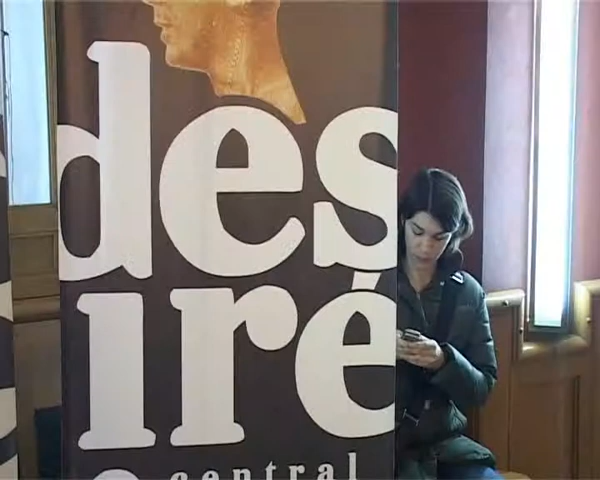 des
iré
central